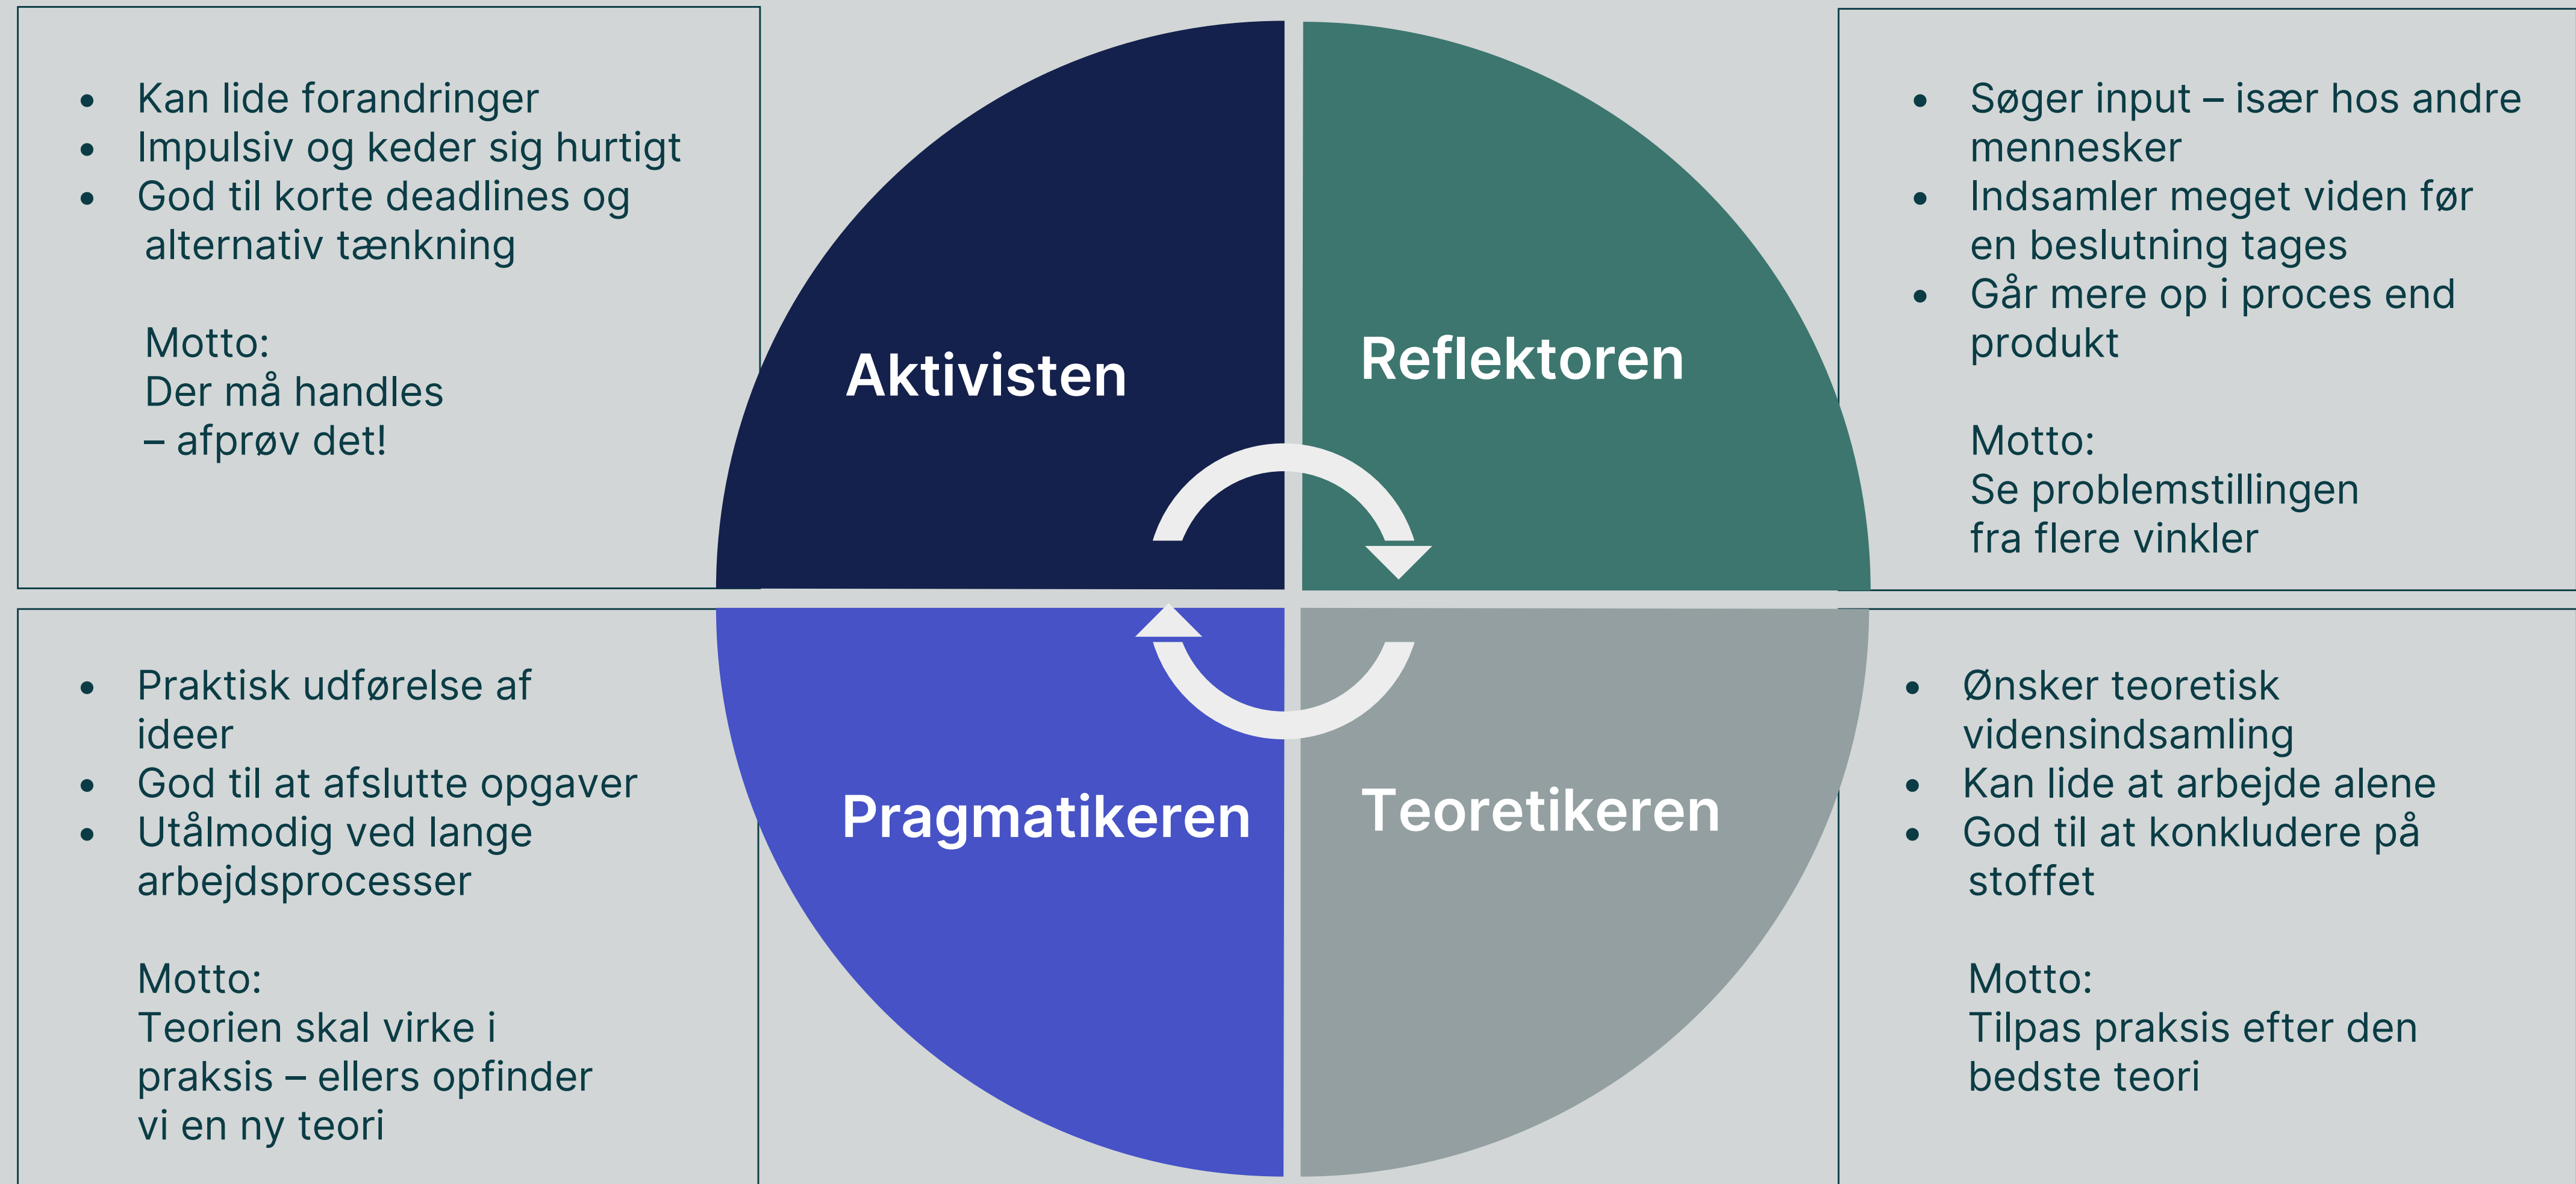 • Kan lide forandringer
• Impulsiv og keder sig hurtigt
• God til korte deadlines og
alternativ tænkning
Motto:
Der må handles
– afprøv det!
Aktivisten
Reflektoren
• Søger input – især hos andre
mennesker
• Indsamler meget viden før
en beslutning tages
• Går mere op i proces end
produkt
Motto:
Se problemstillingen
fra flere vinkler
• Praktisk udførelse af
ideer
• God til at afslutte opgaver
• Utålmodig ved lange
arbejdsprocesser
Motto:
Teorien skal virke i
praksis – ellers opfinder
vi en ny teori
Pragmatikeren
Teoretikeren
• Ønsker teoretisk
vidensindsamling
• Kan lide at arbejde alene
• God til at konkludere på
stoffet
Motto:
Tilpas praksis efter den
bedste teori